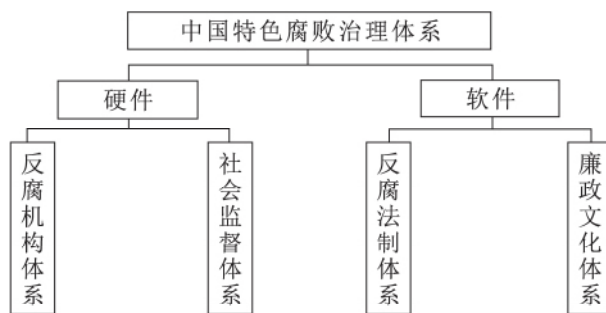 中国特色腐败治理体系
硬件
软件
反腐机构体系
社会监督体系
反腐法制体系
廉政文化体系